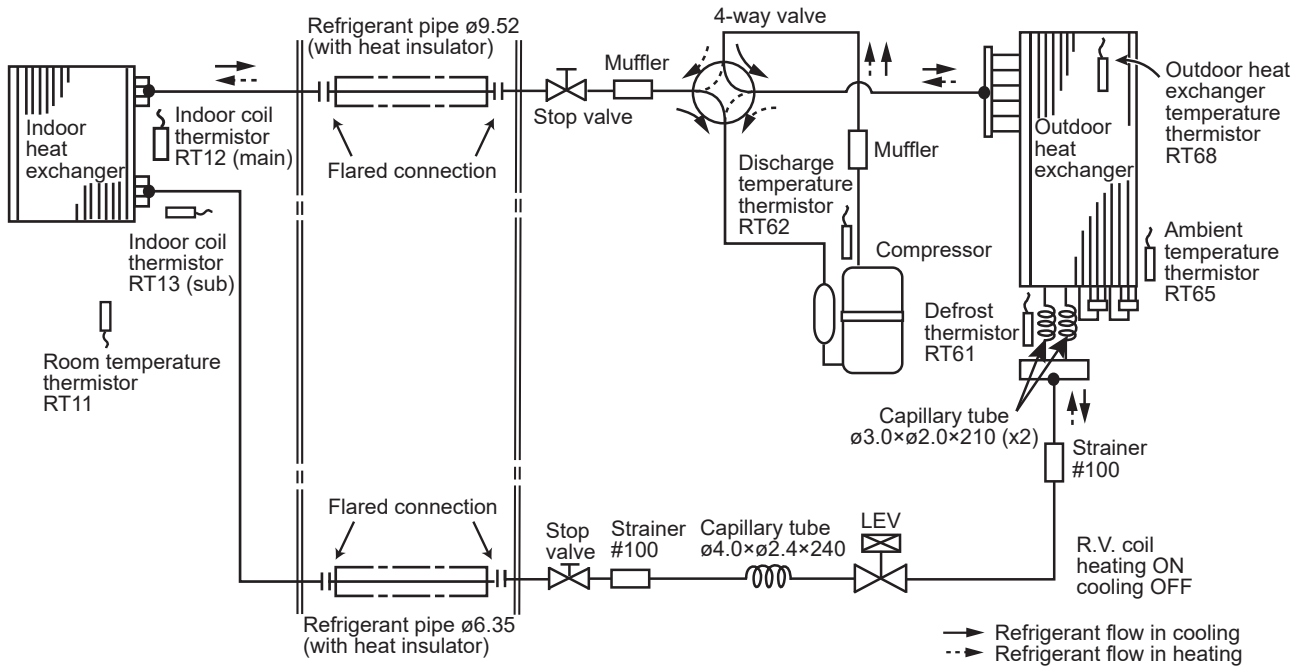 Refrigerant pipe ø9.52
(with heat insulator)
4-way valve
Muffler
Stop valve
Indoor
heat
exchanger
Indoor coil
thermistor
RT12 (main)
Flared connection
Indoor coil
thermistor
RT13 (sub)
Room temperature
thermistor
RT11
Discharge
temperature
thermistor
RT62
Muffler
Compressor
Outdoor
heat
exchanger
Outdoor heat
exchanger
temperature
thermistor
RT68
Ambient
temperature
thermistor
RT65
Defrost
thermistor
RT61
Capillary tube
ø3.0×ø2.0×210 (x2)
Strainer
#100
Flared connection
Stop
valve
Strainer
#100
Capillary tube
ø4.0×ø2.4×240
LEV
R.V. coil
heating ON
cooling OFF
Refrigerant pipe ø6.35
(with heat insulator)
Refrigerant flow in cooling
Refrigerant flow in heating